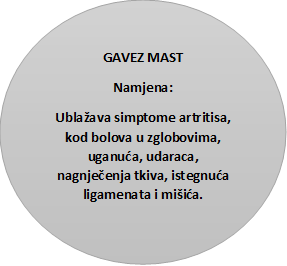 GAVEZ MAST
Namjena:
Ublažava simptome artritisa,
kod bolova u zglobovima,
uganuća, udaraca,
nagnječenja tkiva, istegnuća
ligamenata i mišića.